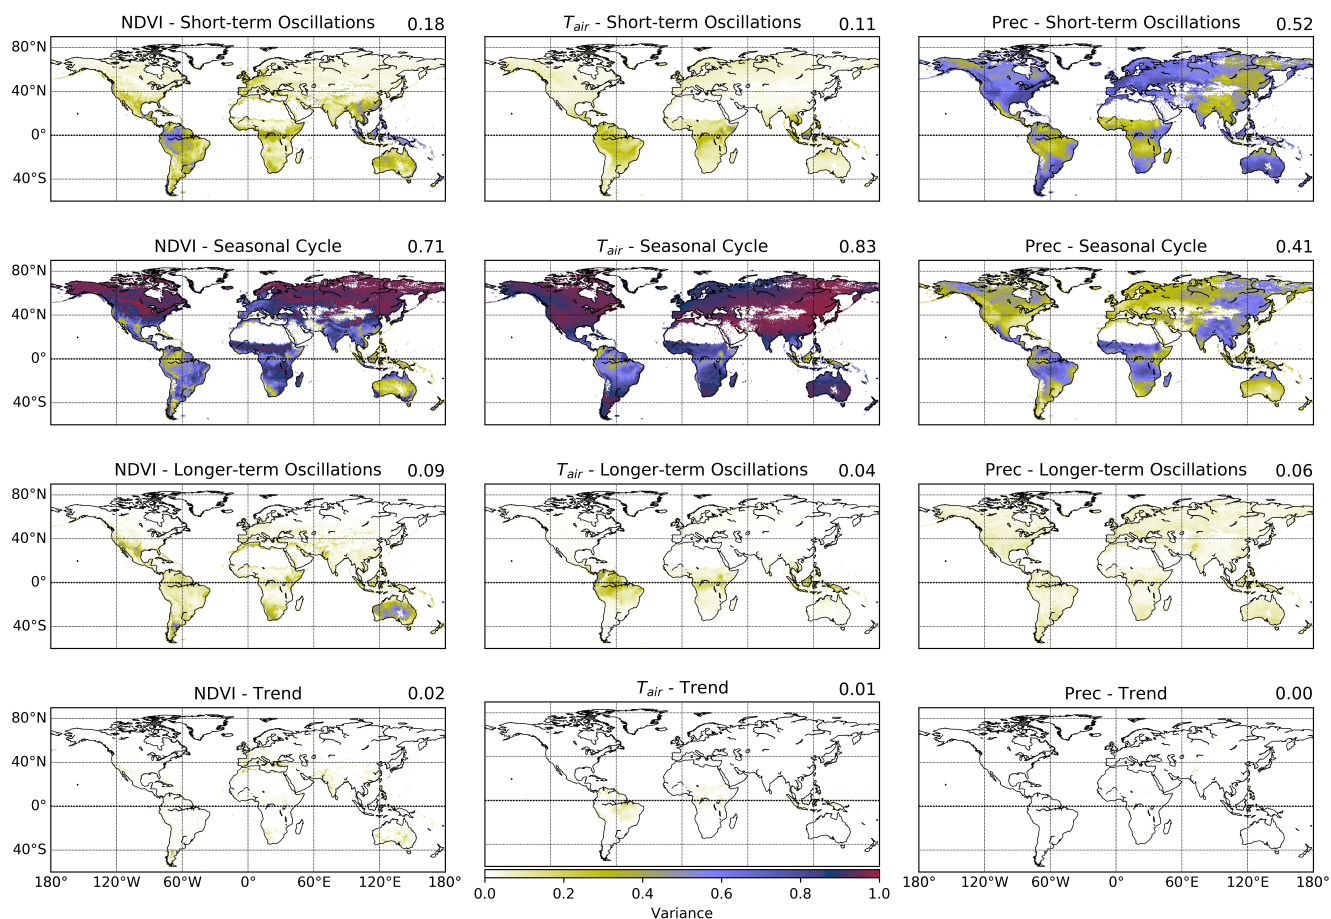 NDVI - Short-term Oscillations 0.18
T_air - Short-term Oscillations 0.11
Prec - Short-term Oscillations 0.52
80°N
40°N
0°
40°S
NDVI - Seasonal Cycle 0.71
T_air - Seasonal Cycle 0.83
Prec - Seasonal Cycle 0.41
80°N
40°N
0°
40°S
NDVI - Longer-term Oscillations 0.09
T_air - Longer-term Oscillations 0.04
Prec - Longer-term Oscillations 0.06
80°N
40°N
0°
40°S
NDVI - Trend 0.02
T_air - Trend 0.01
Prec - Trend 0.00
80°N
40°N
0°
40°S
180° 120°W 60°W 0° 60°E 120°E 180°
0.0 0.2 0.4 0.6 0.8 1.0
Variance
180° 120°W 60°W 0° 60°E 120°E 180°